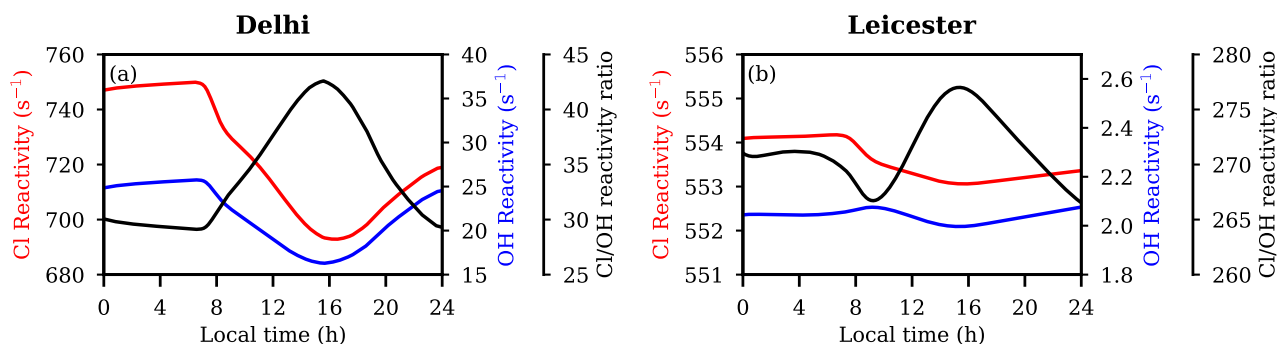 Delhi
Leicester
(a)
(b)
Cl Reactivity (s⁻¹)
760
740
720
700
680
0 4 8 12 16 20 24
Local time (h)
40
35
30
25
20
15
OH Reactivity (s⁻¹)
45
40
35
30
25
Cl/OH reactivity ratio
Cl Reactivity (s⁻¹)
556
555
554
553
552
551
0 4 8 12 16 20 24
Local time (h)
2.6
2.4
2.2
2.0
1.8
OH Reactivity (s⁻¹)
280
275
270
265
260
Cl/OH reactivity ratio